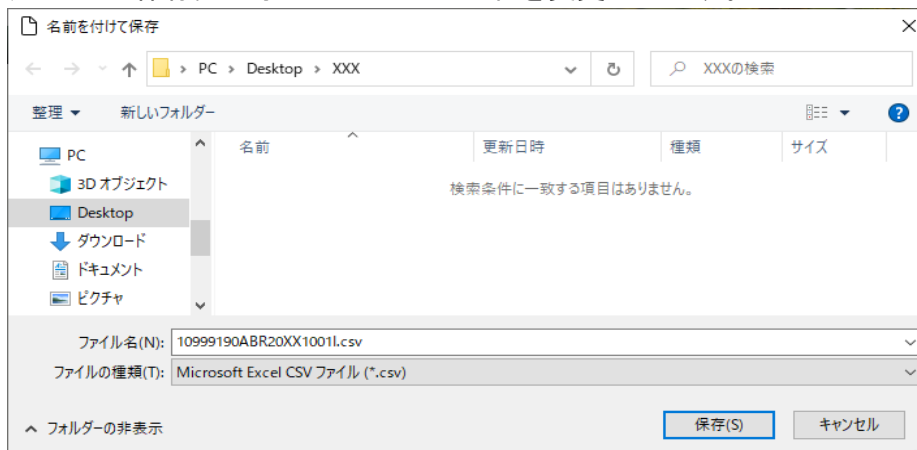 名前を付けて保存
PC › Desktop › XXX
XXXの検索
整理 新しいフォルダー
名前 更新日時 種類 サイズ
検索条件に一致する項目はありません。
PC
3D オブジェクト
Desktop
ダウンロード
ドキュメント
ピクチャ
ファイル名(N): 10999190ABR20XX1001I.csv
ファイルの種類(T): Microsoft Excel CSV ファイル (*.csv)
フォルダーの非表示 保存(S) キャンセル